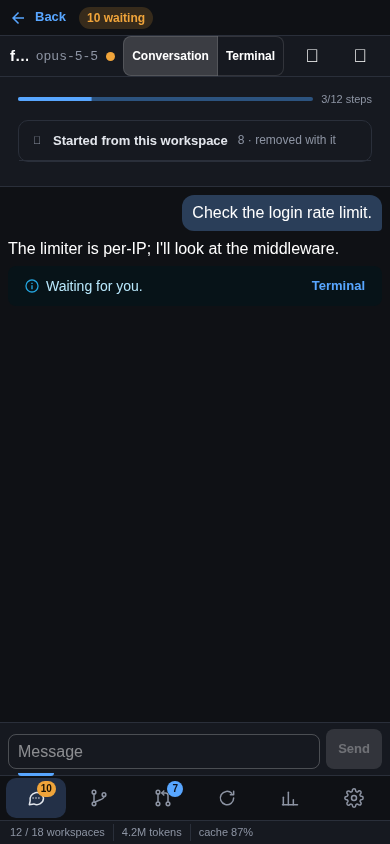 Back 10 waiting
f... opus-5-5 Conversation Terminal
3/12 steps
Started from this workspace 8 · removed with it
Check the login rate limit.
The limiter is per-IP; I'll look at the middleware.
Waiting for you. Terminal
Message Send
10 7
12 / 18 workspaces 4.2M tokens cache 87%